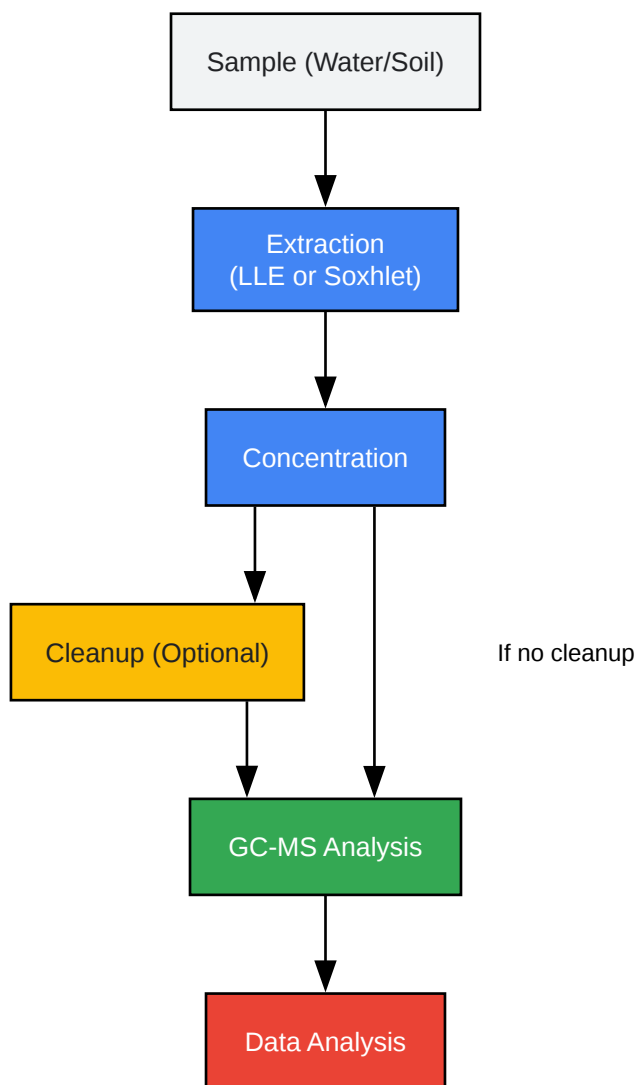 Sample (Water/Soil)
Extraction
(LLE or Soxhlet)
Concentration
Cleanup (Optional)
If no cleanup
GC-MS Analysis
Data Analysis